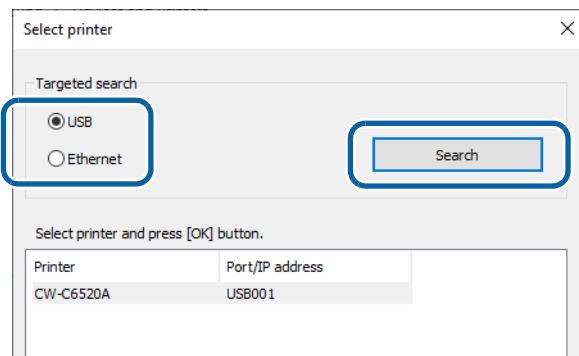 Select printer
Targeted search
USB
Ethernet
Search
Select printer and press [OK] button.
Printer Port/IP address
CW-C6520A USB001